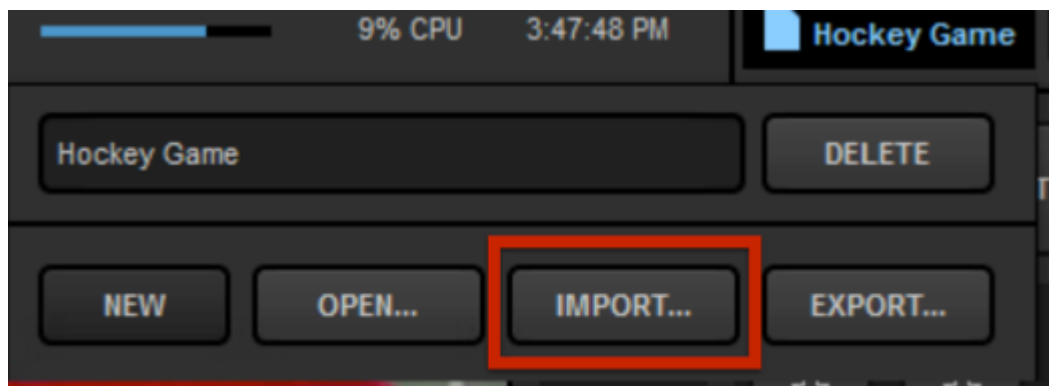 9% CPU 3:47:48 PM Hockey Game
Hockey Game DELETE
NEW OPEN... IMPORT... EXPORT...